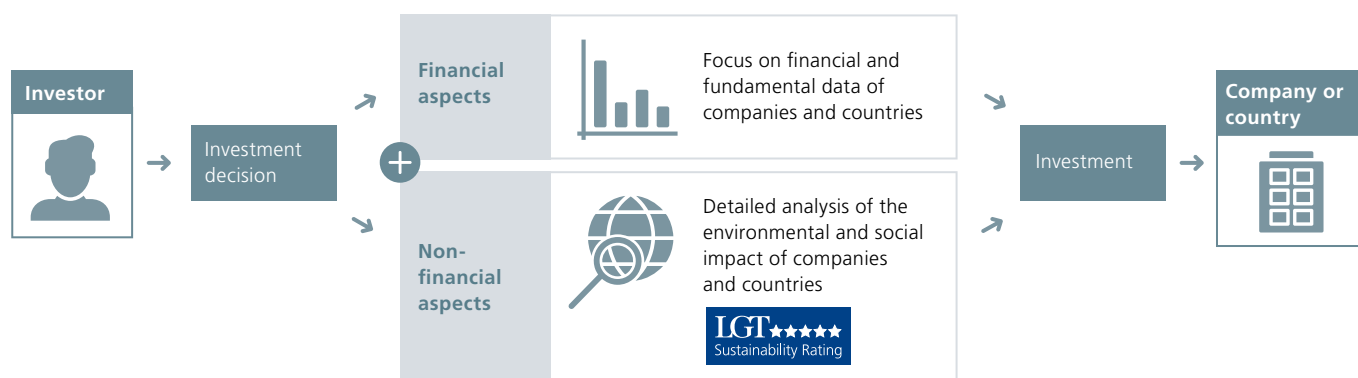 Investor
Investment
decision
Financial
aspects
Focus on financial and
fundamental data of
companies and countries
Non-
financial
aspects
Detailed analysis of the
environmental and social
impact of companies
and countries
LGT★★★★★
Sustainability Rating
Investment
Company or
country